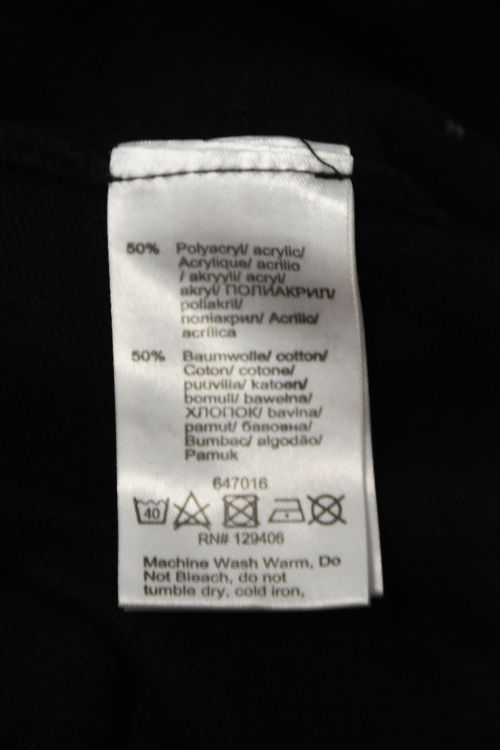 50% Polyacryl/ acrylic/
Acrylique/ acrilio
/ akryyli/ acryl/
akryl/ ПОЛИАКРИЛ/
poliakril/
поліакрил/ Acrilic/
acrílica
50% Baumwolle/ cotton/
Coton/ cotone/
puuvilla/ katoen/
bomull/ bawełna/
ХЛОПОК/ bavlna/
pamut/ бавовна/
Bumbac/ algodão/
Pamuk
647016
40
RN# 129406
Machine Wash Warm, Do
Not Bleach, do not
tumble dry, cold iron,